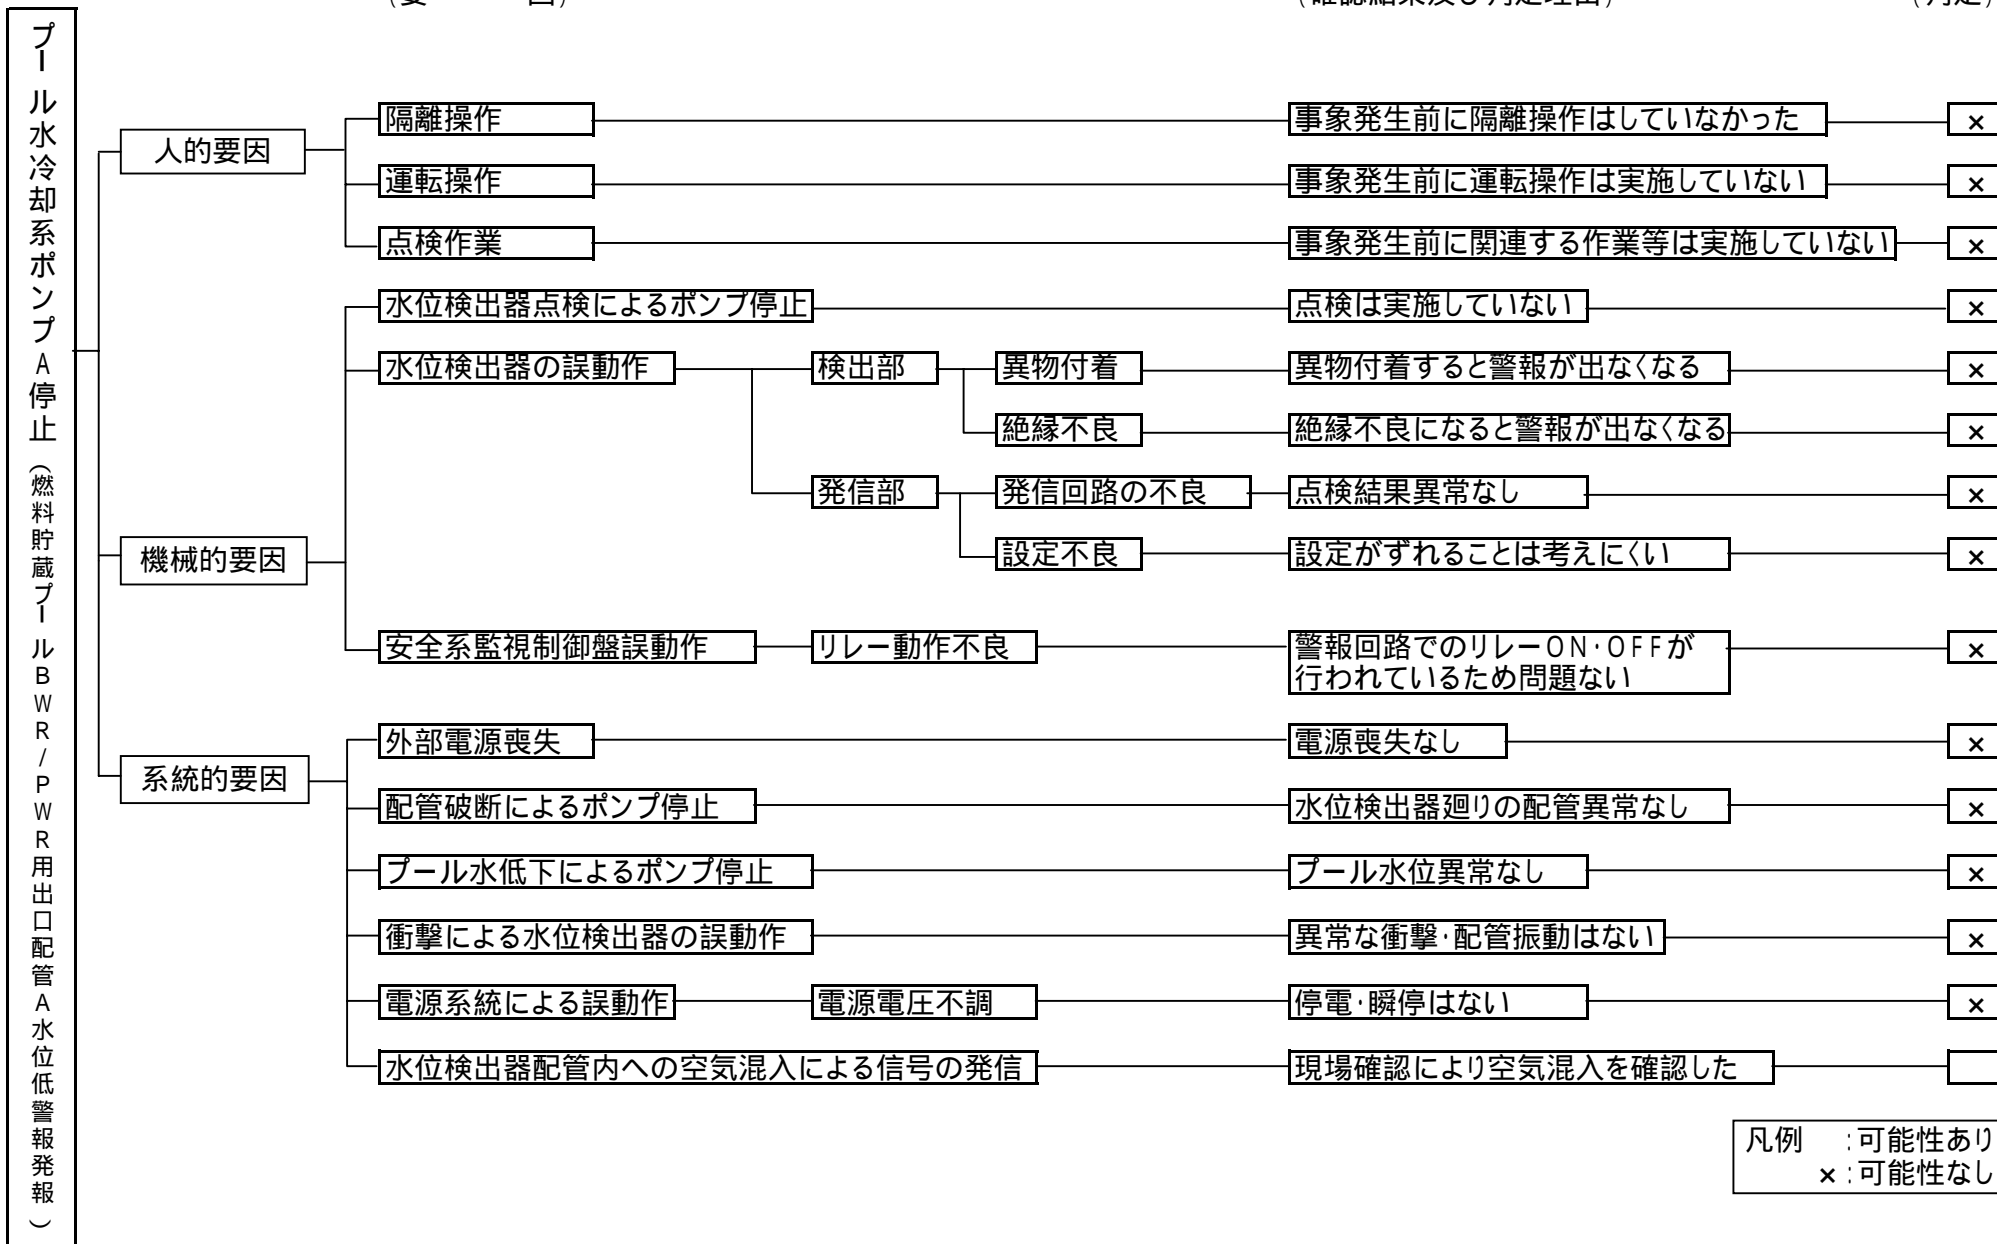 (要 因)
(確認結果及び判定理由)
(判定)
プール水冷却系ポンプA停止(燃料貯蔵プールBWR/PWR用出口配管A水位低警報発報)
人的要因
隔離操作
事象発生前に隔離操作はしていなかった
×
運転操作
事象発生前に運転操作は実施していない
×
点検作業
事象発生前に関連する作業等は実施していない
×
機械的要因
水位検出器点検によるポンプ停止
点検は実施していない
×
水位検出器の誤動作
検出部
異物付着
異物付着すると警報が出なくなる
×
絶縁不良
絶縁不良になると警報が出なくなる
×
発信部
発信回路の不良
点検結果異常なし
×
設定不良
設定がずれることは考えにくい
×
安全系監視制御盤誤動作
リレー動作不良
警報回路でのリレーON・OFFが
行われているため問題ない
×
系統的要因
外部電源喪失
電源喪失なし
×
配管破断によるポンプ停止
水位検出器廻りの配管異常なし
×
プール水低下によるポンプ停止
プール水位異常なし
×
衝撃による水位検出器の誤動作
異常な衝撃・配管振動はない
×
電源系統による誤動作
電源電圧不調
停電・瞬停はない
×
水位検出器配管内への空気混入による信号の発信
現場確認により空気混入を確認した
凡例 :可能性あり
×:可能性なし